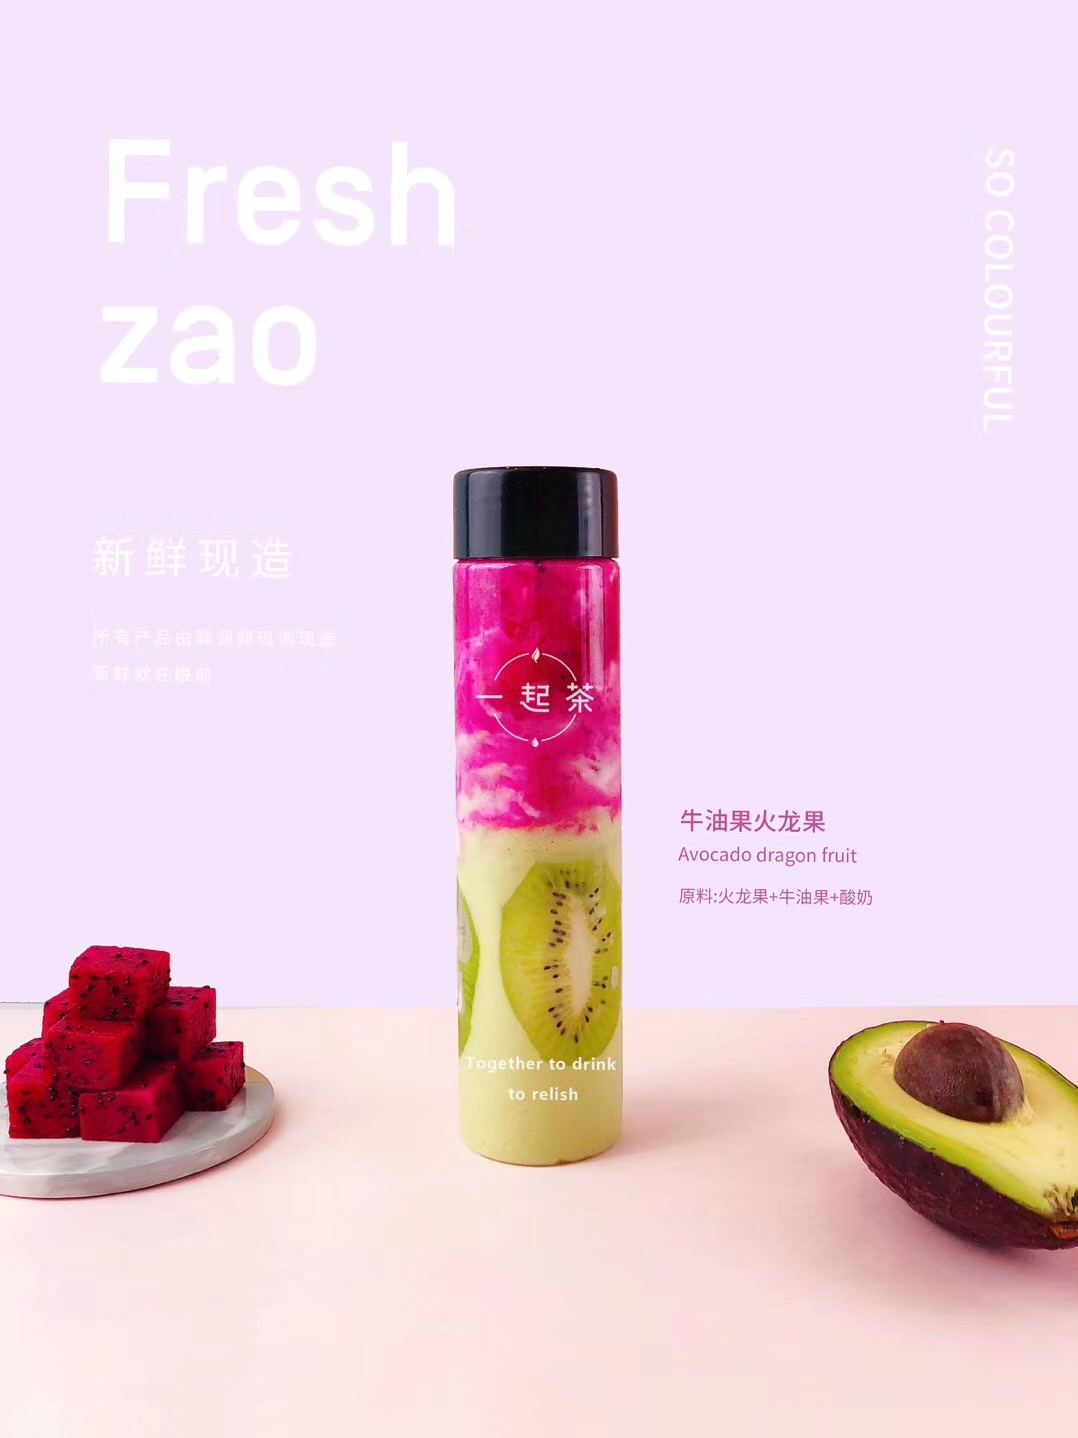 Fresh
zao
SO COLOURFUL
新鲜现造
所有产品由鲜调师现调现造
新鲜就在眼前
一起茶
牛油果火龙果
Avocado dragon fruit
原料:火龙果+牛油果+酸奶
Together to drink
to relish